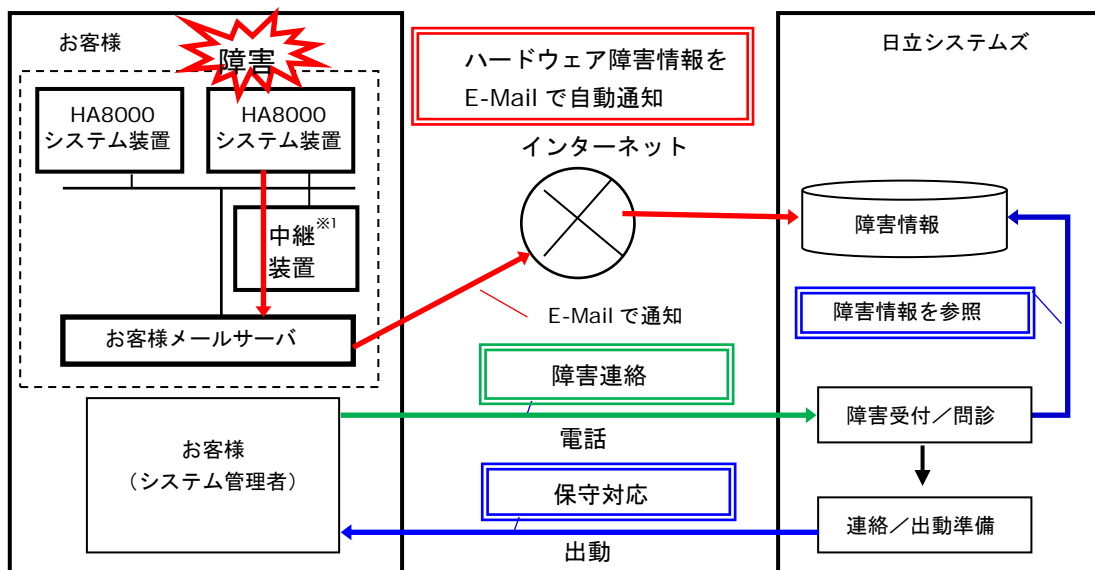 お客様
障害
HA8000
システム装置
HA8000
システム装置
中継※1
装置
お客様メールサーバ
お客様
（システム管理者）
ハードウェア障害情報を
E-Mail で自動通知
インターネット
E-Mail で通知
障害連絡
電話
保守対応
出動
日立システムズ
障害情報
障害情報を参照
障害受付／問診
連絡／出動準備